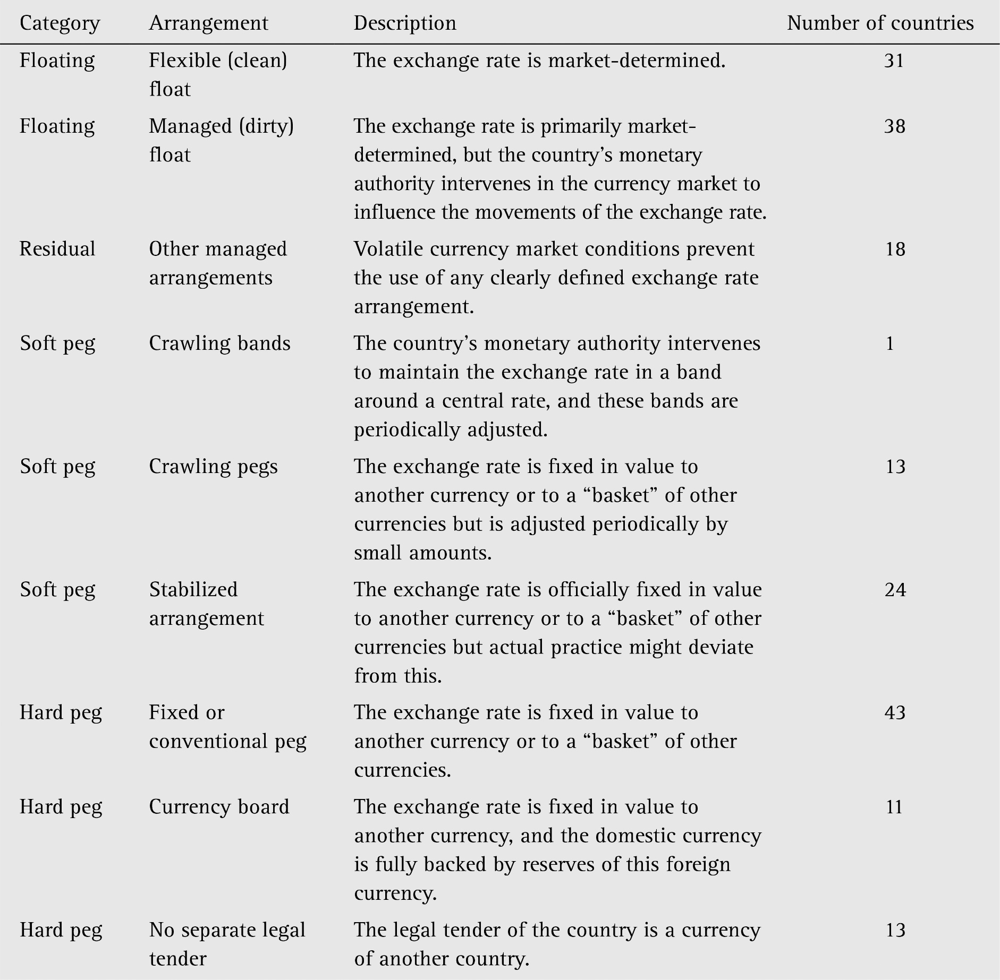 Category Arrangement Description Number of countries
Floating Flexible (clean) The exchange rate is market-determined. 31
float
Floating Managed (dirty) The exchange rate is primarily market- 38
float determined, but the country’s monetary
authority intervenes in the currency market to
influence the movements of the exchange rate.
Residual Other managed Volatile currency market conditions prevent 18
arrangements the use of any clearly defined exchange rate
arrangement.
Soft peg Crawling bands The country’s monetary authority intervenes 1
to maintain the exchange rate in a band
around a central rate, and these bands are
periodically adjusted.
Soft peg Crawling pegs The exchange rate is fixed in value to 13
another currency or to a “basket” of other
currencies but is adjusted periodically by
small amounts.
Soft peg Stabilized The exchange rate is officially fixed in value 24
arrangement to another currency or to a “basket” of other
currencies but actual practice might deviate
from this.
Hard peg Fixed or The exchange rate is fixed in value to 43
conventional peg another currency or to a “basket” of other
currencies.
Hard peg Currency board The exchange rate is fixed in value to 11
another currency, and the domestic currency
is fully backed by reserves of this foreign
currency.
Hard peg No separate legal The legal tender of the country is a currency 13
tender of another country.